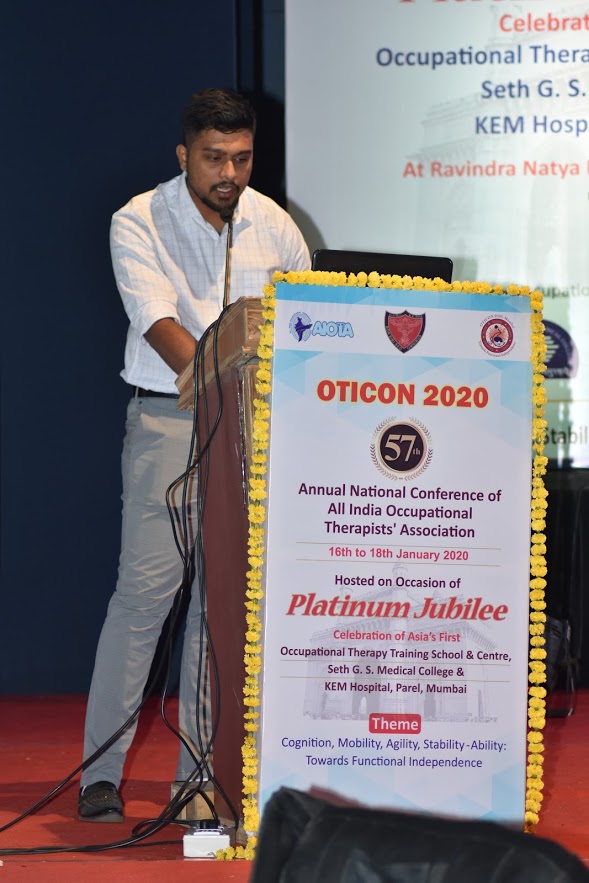 Celebrat
Occupational Thera
Seth G. S.
KEM Hosp
At Ravindra Natya
AIOTA
OTICON 2020
57th
Annual National Conference of
All India Occupational
Therapists' Association
16th to 18th January 2020
Hosted on Occasion of
Platinum Jubilee
Celebration of Asia's First
Occupational Therapy Training School & Centre,
Seth G. S. Medical College &
KEM Hospital, Parel, Mumbai
Theme
Cognition, Mobility, Agility, Stability-Ability:
Towards Functional Independence
ccupatio
Stabil